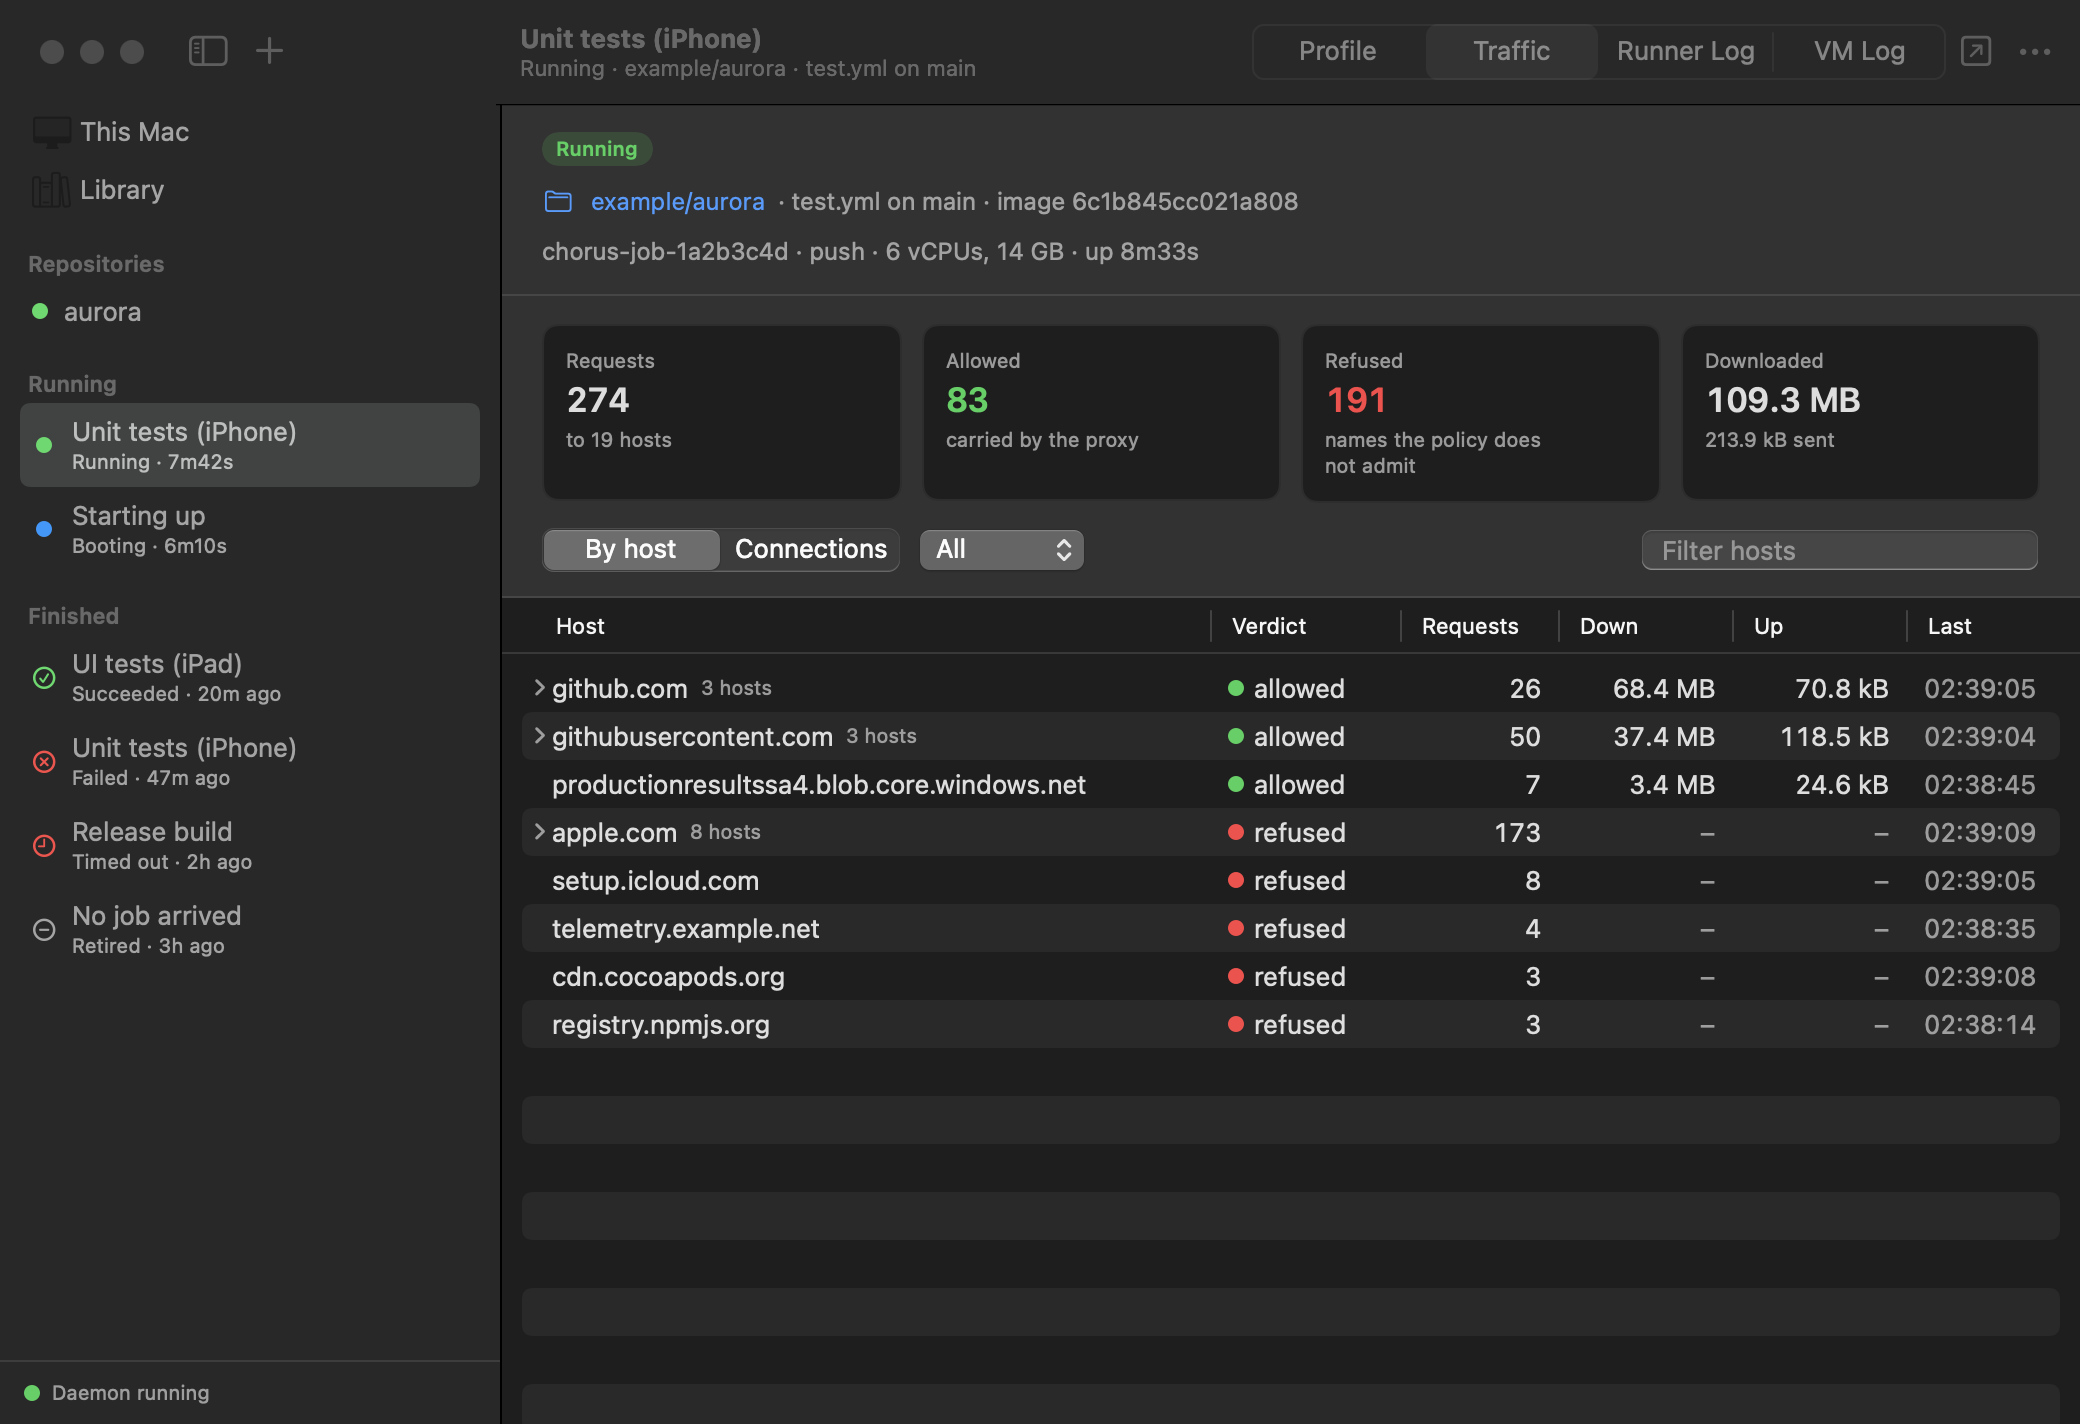 Unit tests (iPhone)
Running · example/aurora · test.yml on main
Profile
Traffic
Runner Log
VM Log
This Mac
Library
Repositories
aurora
Running
Unit tests (iPhone)
Running · 7m42s
Starting up
Booting · 6m10s
Finished
UI tests (iPad)
Succeeded · 20m ago
Unit tests (iPhone)
Failed · 47m ago
Release build
Timed out · 2h ago
No job arrived
Retired · 3h ago
Daemon running
Running
example/aurora · test.yml on main · image 6c1b845cc021a808
chorus-job-1a2b3c4d · push · 6 vCPUs, 14 GB · up 8m33s
Requests
274
to 19 hosts
Allowed
83
carried by the proxy
Refused
191
names the policy does
not admit
Downloaded
109.3 MB
213.9 kB sent
By host
Connections
All
Filter hosts
Host Verdict Requests Down Up Last
github.com 3 hosts allowed 26 68.4 MB 70.8 kB 02:39:05
githubusercontent.com 3 hosts allowed 50 37.4 MB 118.5 kB 02:39:04
productionresultssa4.blob.core.windows.net allowed 7 3.4 MB 24.6 kB 02:38:45
apple.com 8 hosts refused 173 – – 02:39:09
setup.icloud.com refused 8 – – 02:39:05
telemetry.example.net refused 4 – – 02:38:35
cdn.cocoapods.org refused 3 – – 02:39:08
registry.npmjs.org refused 3 – – 02:38:14